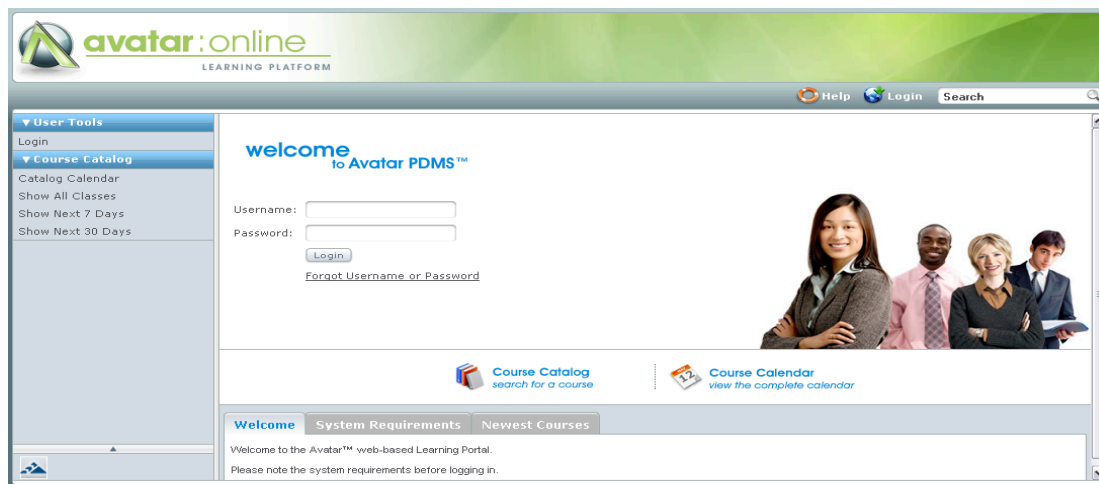 avatar:online
LEARNING PLATFORM
Help Login Search
User Tools
Login
Course Catalog
Catalog Calendar
Show All Classes
Show Next 7 Days
Show Next 30 Days
welcome
to Avatar PDMS™
Username:
Password:
Login
Forgot Username or Password
Course Catalog
search for a course
12
Course Calendar
view the complete calendar
Welcome System Requirements Newest Courses
Welcome to the Avatar™ web-based Learning Portal.
Please note the system requirements before logging in.